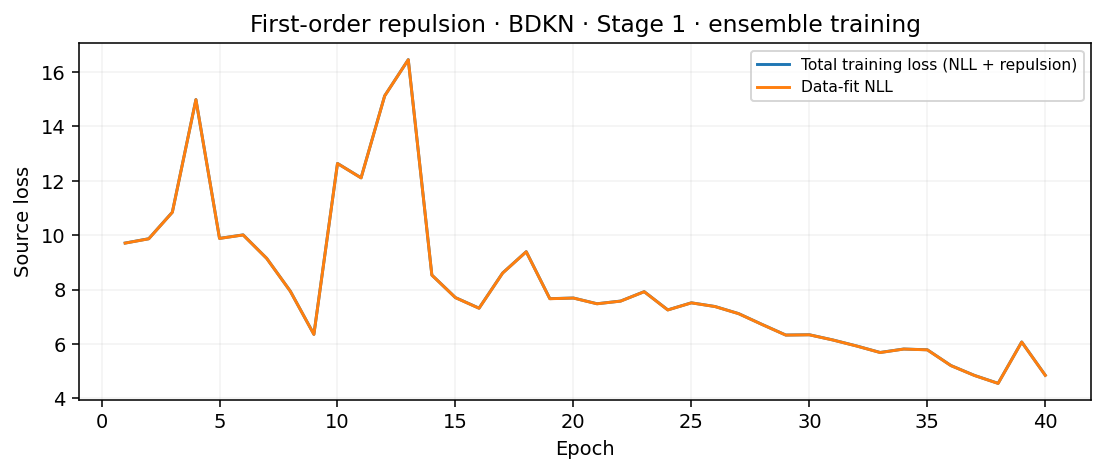 First-order repulsion · BDKN · Stage 1 · ensemble training
Total training loss (NLL + repulsion)
Data-fit NLL
Source loss
16
14
12
10
8
6
4
0 5 10 15 20 25 30 35 40
Epoch